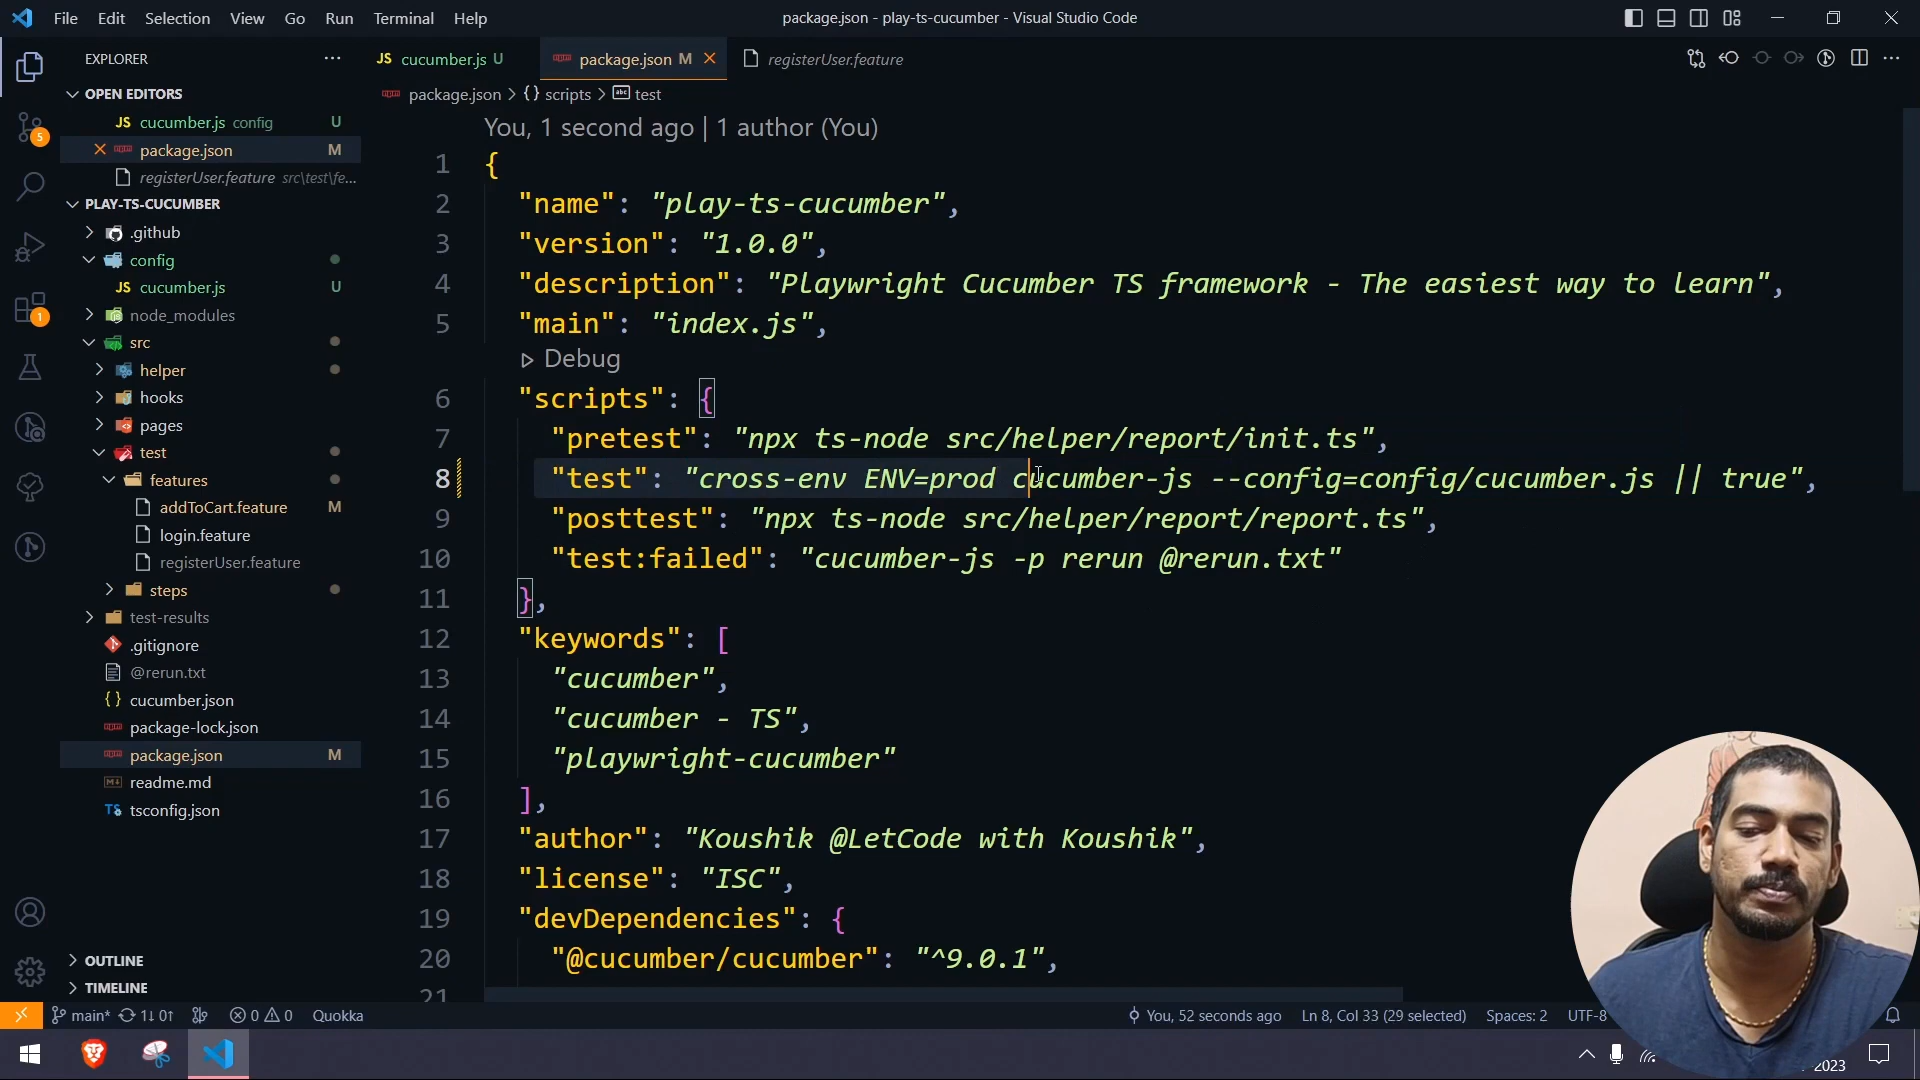 File Edit Selection View Go Run Terminal Help
package.json - play-ts-cucumber - Visual Studio Code
EXPLORER
OPEN EDITORS
JS cucumber.js config U
package.json M
registerUser.feature src\test\fe...
PLAY-TS-CUCUMBER
.github
config
JS cucumber.js U
node_modules
src
helper
hooks
pages
test
features
addToCart.feature M
login.feature
registerUser.feature
steps
test-results
.gitignore
@rerun.txt
{} cucumber.json
package-lock.json
package.json M
readme.md
TS tsconfig.json
OUTLINE
TIMELINE
5
1
JS cucumber.js U
package.json M
registerUser.feature
package.json > {} scripts > abc test
You, 1 second ago | 1 author (You)
1 {
2 "name": "play-ts-cucumber",
3 "version": "1.0.0",
4 "description": "Playwright Cucumber TS framework - The easiest way to learn",
5 "main": "index.js",
Debug
6 "scripts": {
7 "pretest": "npx ts-node src/helper/report/init.ts",
8 "test": "cross-env ENV=prod cucumber-js --config=config/cucumber.js || true",
9 "posttest": "npx ts-node src/helper/report/report.ts",
10 "test:failed": "cucumber-js -p rerun @rerun.txt"
11 },
12 "keywords": [
13 "cucumber",
14 "cucumber - TS",
15 "playwright-cucumber"
16 ],
17 "author": "Koushik @LetCode with Koushik",
18 "license": "ISC",
19 "devDependencies": {
20 "@cucumber/cucumber": "^9.0.1",
21
main* 1↓ 0↑ 0 0 Quokka
You, 52 seconds ago Ln 8, Col 33 (29 selected) Spaces: 2 UTF-8
2023